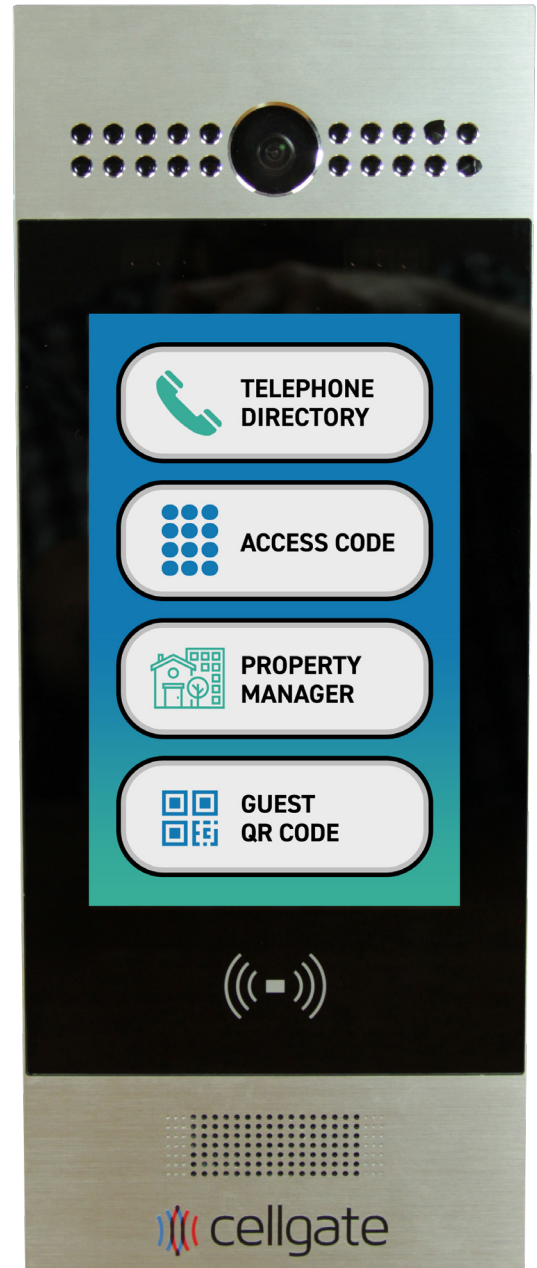 TELEPHONE
DIRECTORY
ACCESS CODE
PROPERTY
MANAGER
GUEST
QR CODE
cellgate